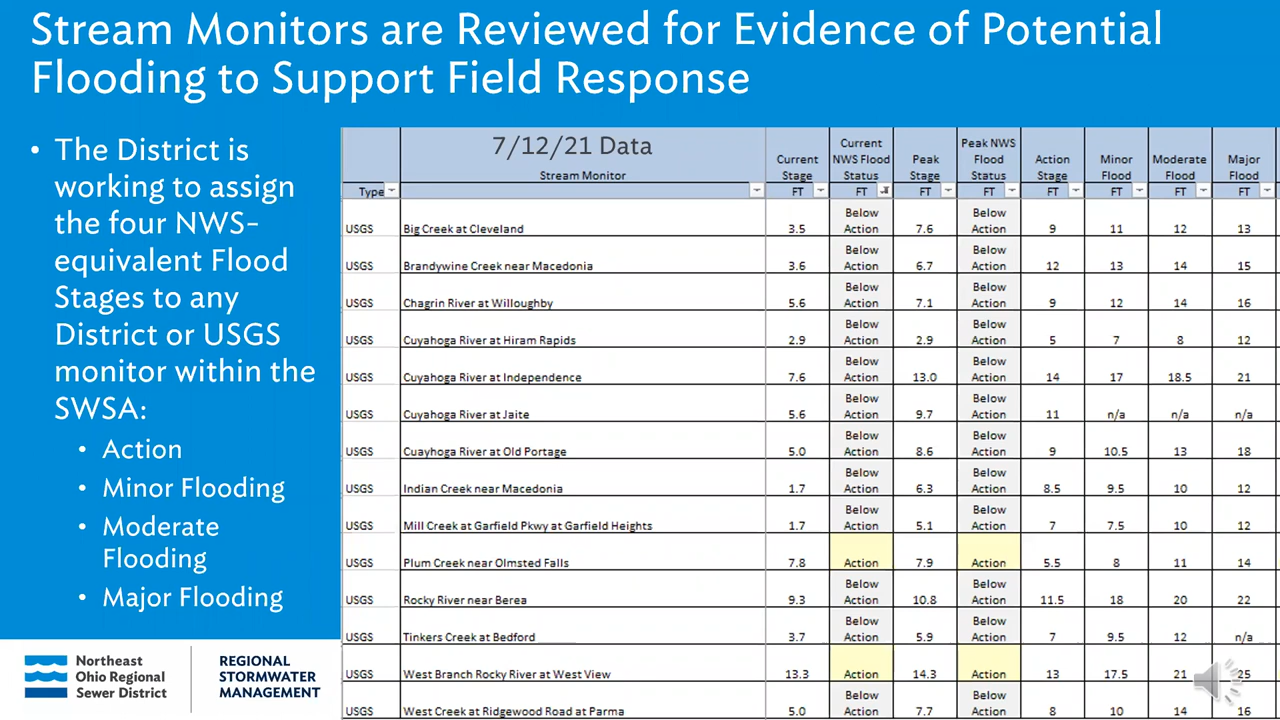 Stream Monitors are Reviewed for Evidence of Potential
Flooding to Support Field Response
• The District is
working to assign
the four NWS-
equivalent Flood
Stages to any
District or USGS
monitor within the
SWSA:
• Action
• Minor Flooding
• Moderate
Flooding
• Major Flooding
Northeast
Ohio Regional
Sewer District
REGIONAL
STORMWATER
MANAGEMENT
7/12/21 Data
Type
Stream Monitor
Current
Stage
FT
Current
NWS Flood
Status
FT
Peak
Stage
FT
Peak NWS
Flood
Status
FT
Action
Stage
FT
Minor
Flood
FT
Moderate
Flood
FT
Major
Flood
FT
USGS Big Creek at Cleveland 3.5 Below Action 7.6 Below Action 9 11 12 13
USGS Brandywine Creek near Macedonia 3.6 Below Action 6.7 Below Action 12 13 14 15
USGS Chagrin River at Willoughby 5.6 Below Action 7.1 Below Action 9 12 14 16
USGS Cuyahoga River at Hiram Rapids 2.9 Below Action 2.9 Below Action 5 7 8 12
USGS Cuyahoga River at Independence 7.6 Below Action 13.0 Below Action 14 17 18.5 21
USGS Cuyahoga River at Jaite 5.6 Below Action 9.7 Below Action 11 n/a n/a n/a
USGS Cuayhoga River at Old Portage 5.0 Below Action 8.6 Below Action 9 10.5 13 18
USGS Indian Creek near Macedonia 1.7 Below Action 6.3 Below Action 8.5 9.5 10 12
USGS Mill Creek at Garfield Pkwy at Garfield Heights 1.7 Below Action 5.1 Below Action 7 7.5 10 12
USGS Plum Creek near Olmsted Falls 7.8 Action 7.9 Action 5.5 8 11 14
USGS Rocky River near Berea 9.3 Below Action 10.8 Below Action 11.5 18 20 22
USGS Tinkers Creek at Bedford 3.7 Below Action 5.9 Below Action 7 9.5 12 n/a
USGS West Branch Rocky River at West View 13.3 Action 14.3 Action 13 17.5 21 25
USGS West Creek at Ridgewood Road at Parma 5.0 Below Action 7.7 Below Action 8 10 14 16